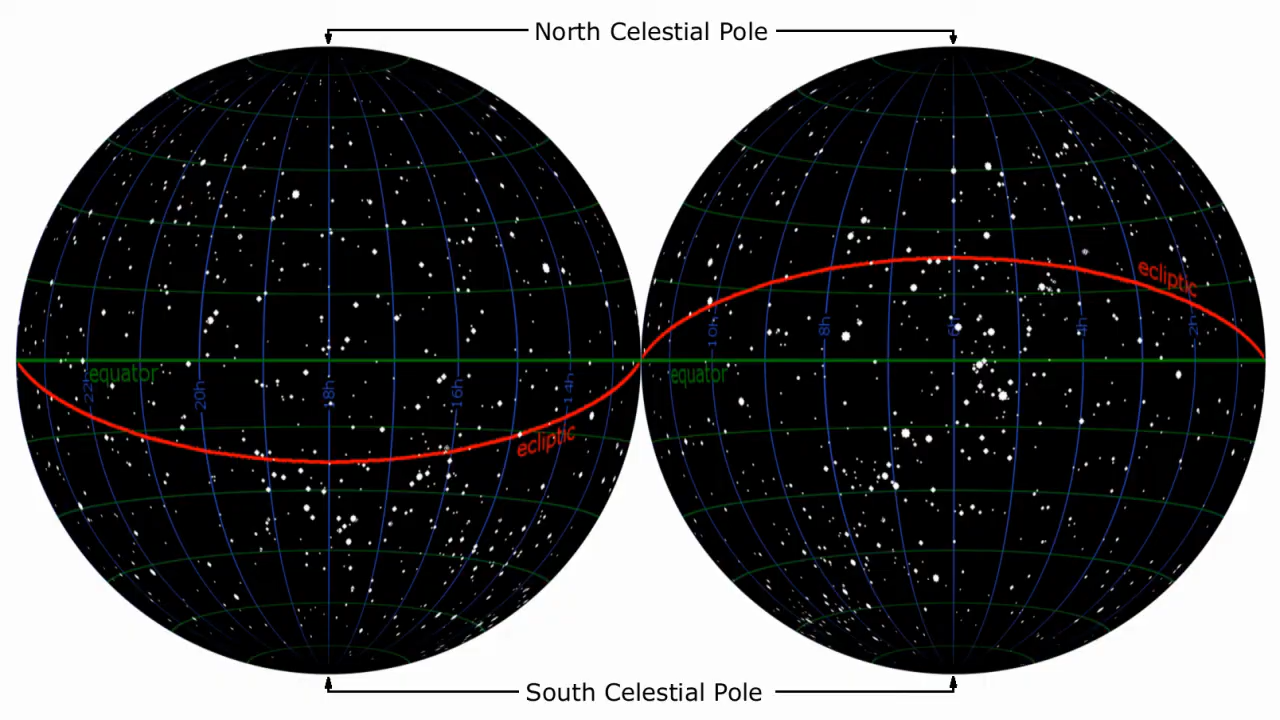 North Celestial Pole
ecliptic
10h
8h
6h
4h
2h
equator
equator
22h
20h
18h
16h
14h
ecliptic
South Celestial Pole